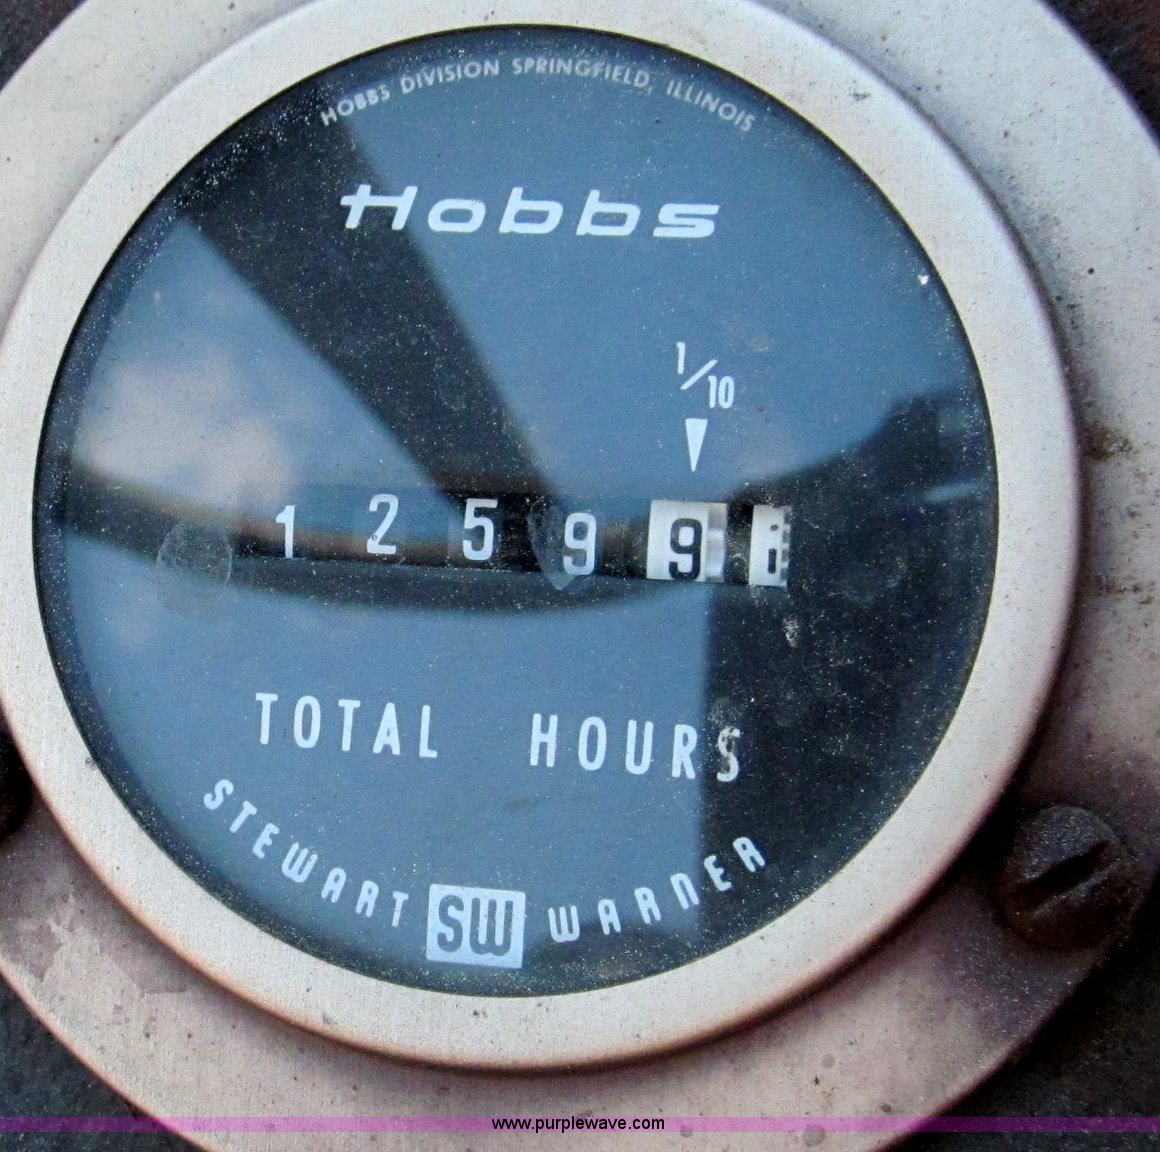 HOBBS DIVISION SPRINGFIELD, ILLINOIS
Hobbs
1/10
1 2 5 9 9
TOTAL HOURS
STEWART SW WARNER
www.purplewave.com